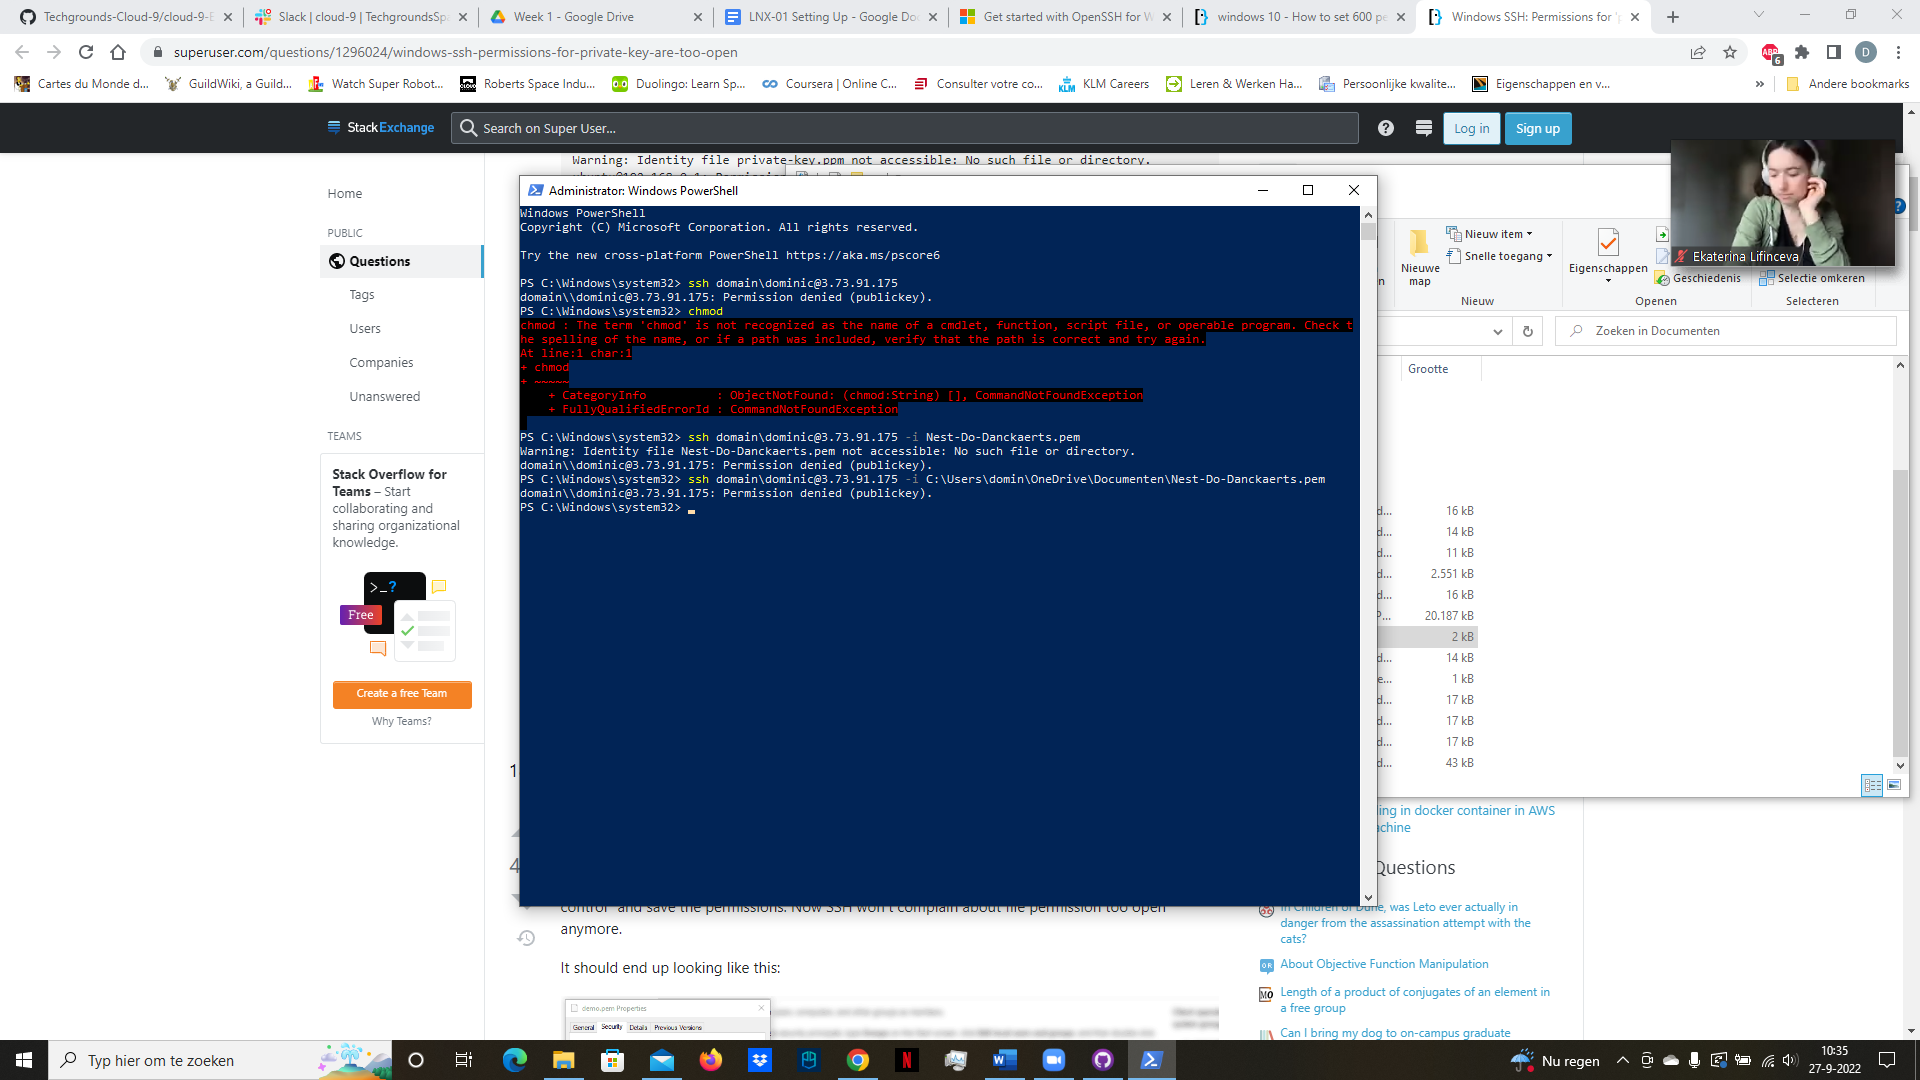 Techgrounds-Cloud-9/cloud-9-E
Slack | cloud-9 | TechgroundsSpa
Week 1 - Google Drive
LNX-01 Setting Up - Google Doc
Get started with OpenSSH for W
windows 10 - How to set 600 pe
Windows SSH: Permissions for 'p
superuser.com/questions/1296024/windows-ssh-permissions-for-private-key-are-too-open
ABP
6
D
Cartes du Monde d...
GuildWiki, a Guild...
Watch Super Robot...
Roberts Space Indu...
Duolingo: Learn Sp...
Coursera | Online C...
Consulter votre co...
KLM Careers
Leren & Werken Ha...
Persoonlijke kwalite...
Eigenschappen en v...
»
Andere bookmarks
StackExchange
Search on Super User...
Log in
Sign up
Warning: Identity file private-key.ppm not accessible: No such file or directory.
Home
PUBLIC
Questions
Tags
Users
Companies
Unanswered
TEAMS
Stack Overflow for
Teams – Start
collaborating and
sharing organizational
knowledge.
>_?
Free
Create a free Team
Why Teams?
Administrator: Windows PowerShell
Windows PowerShell
Copyright (C) Microsoft Corporation. All rights reserved.
Try the new cross-platform PowerShell https://aka.ms/pscore6
PS C:\Windows\system32> ssh domain\dominic@3.73.91.175
domain\\dominic@3.73.91.175: Permission denied (publickey).
PS C:\Windows\system32> chmod
chmod : The term 'chmod' is not recognized as the name of a cmdlet, function, script file, or operable program. Check t
he spelling of the name, or if a path was included, verify that the path is correct and try again.
At line:1 char:1
+ chmod
+ ~~~~~
+ CategoryInfo          : ObjectNotFound: (chmod:String) [], CommandNotFoundException
+ FullyQualifiedErrorId : CommandNotFoundException
PS C:\Windows\system32> ssh domain\dominic@3.73.91.175 -i Nest-Do-Danckaerts.pem
Warning: Identity file Nest-Do-Danckaerts.pem not accessible: No such file or directory.
domain\\dominic@3.73.91.175: Permission denied (publickey).
PS C:\Windows\system32> ssh domain\dominic@3.73.91.175 -i C:\Users\domin\OneDrive\Documenten\Nest-Do-Danckaerts.pem
domain\\dominic@3.73.91.175: Permission denied (publickey).
PS C:\Windows\system32>
Ekaterina Lifinceva
Nieuwe
map
Nieuw item
Snelle toegang
Nieuw
Eigenschappen
Geschiedenis
Openen
Selectie omkeren
Selecteren
Zoeken in Documenten
Grootte
d... 16 kB
d... 14 kB
d... 11 kB
d... 2.551 kB
d... 16 kB
P... 20.187 kB
2 kB
d... 14 kB
e... 1 kB
d... 17 kB
d... 17 kB
d... 17 kB
d... 43 kB
1
4
control" and save the permissions. Now SSH won't complain about file permission too open
anymore.
It should end up looking like this:
demo.pem Properties
General Security Details Previous Versions
ing in docker container in AWS
achine
Questions
In Children of Dune, was Leto ever actually in
danger from the assassination attempt with the
cats?
About Objective Function Manipulation
Length of a product of conjugates of an element in
a free group
Can I bring my dog to on-campus graduate
Typ hier om te zoeken
Nu regen
10:35
27-9-2022